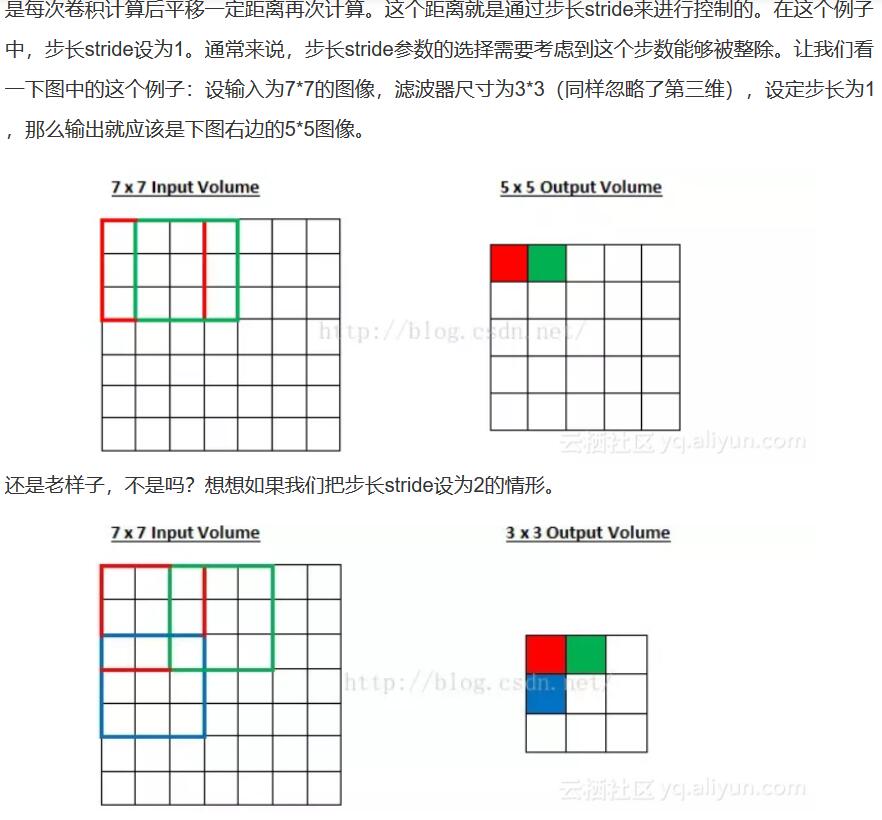 是每次卷积计算后平移一定距离再次计算。这个距离就是通过步长stride来进行控制的。在这个例子
中，步长stride设为1。通常来说，步长stride参数的选择需要考虑到这个步数能够被整除。让我们看
一下图中的这个例子：设输入为7*7的图像，滤波器尺寸为3*3（同样忽略了第三维），设定步长为1
，那么输出就应该是下图右边的5*5图像。
7 x 7 Input Volume
5 x 5 Output Volume
http://blog.csdn.net/
云栖社区 yq.aliyun.com
还是老样子，不是吗？想想如果我们把步长stride设为2的情形。
7 x 7 Input Volume
3 x 3 Output Volume
http://blog.csdn.net/
云栖社区 yq.aliyun.com